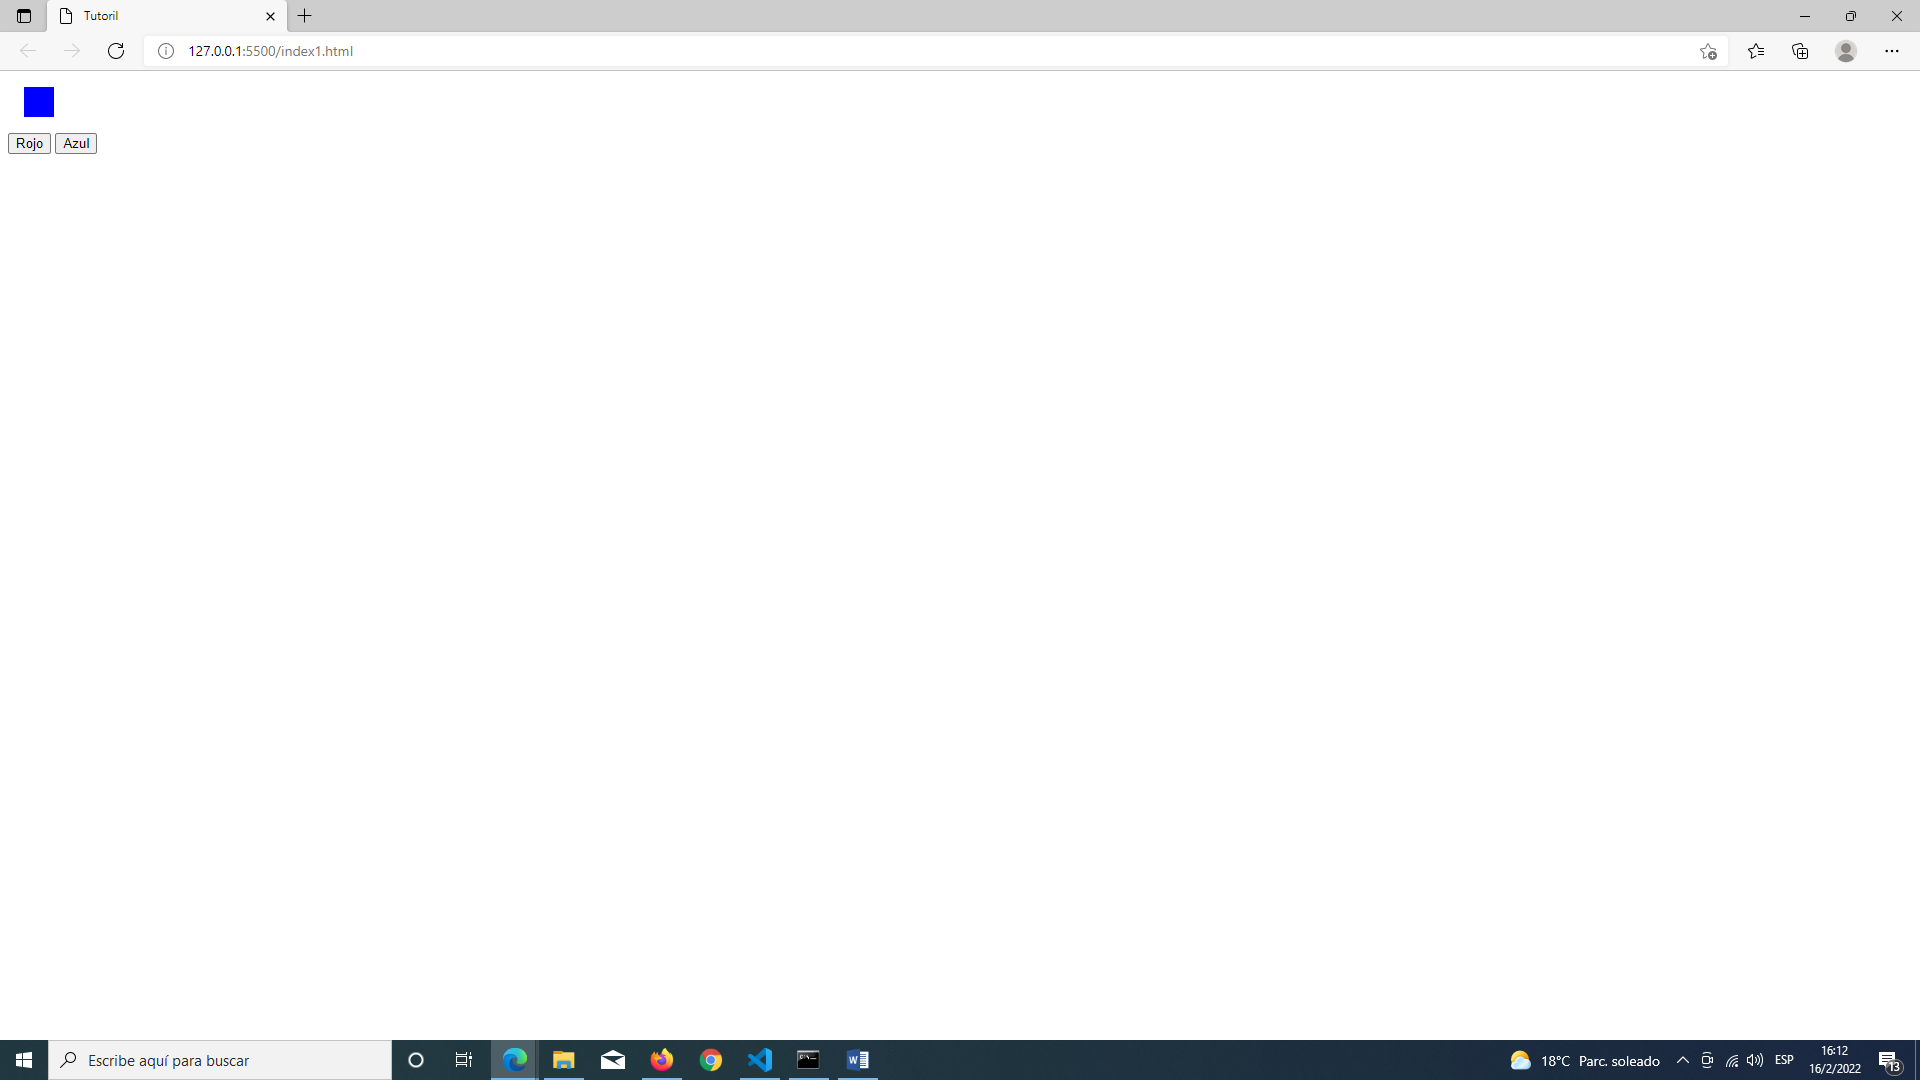 Tutoril
127.0.0.1:5500/index1.html
Rojo Azul
Escribe aquí para buscar
18°C Parc. soleado
ESP
16:12
16/2/2022
13